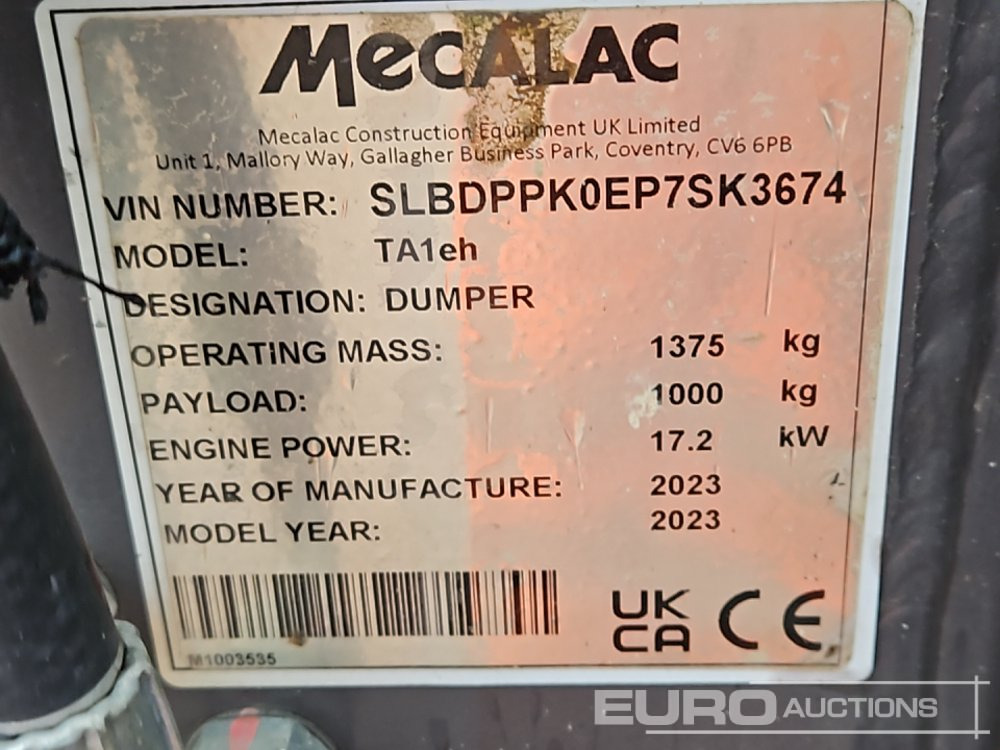 MECALAC
Mecalac Construction Equipment UK Limited
Unit 1, Mallory Way, Gallagher Business Park, Coventry, CV6 6PB
VIN NUMBER: SLBDPPK0EP7SK3674
MODEL: TA1eh
DESIGNATION: DUMPER
OPERATING MASS: 1375 kg
PAYLOAD: 1000 kg
ENGINE POWER: 17.2 kW
YEAR OF MANUFACTURE: 2023
MODEL YEAR: 2023
UK
CA CE
M1003535
EURO AUCTIONS